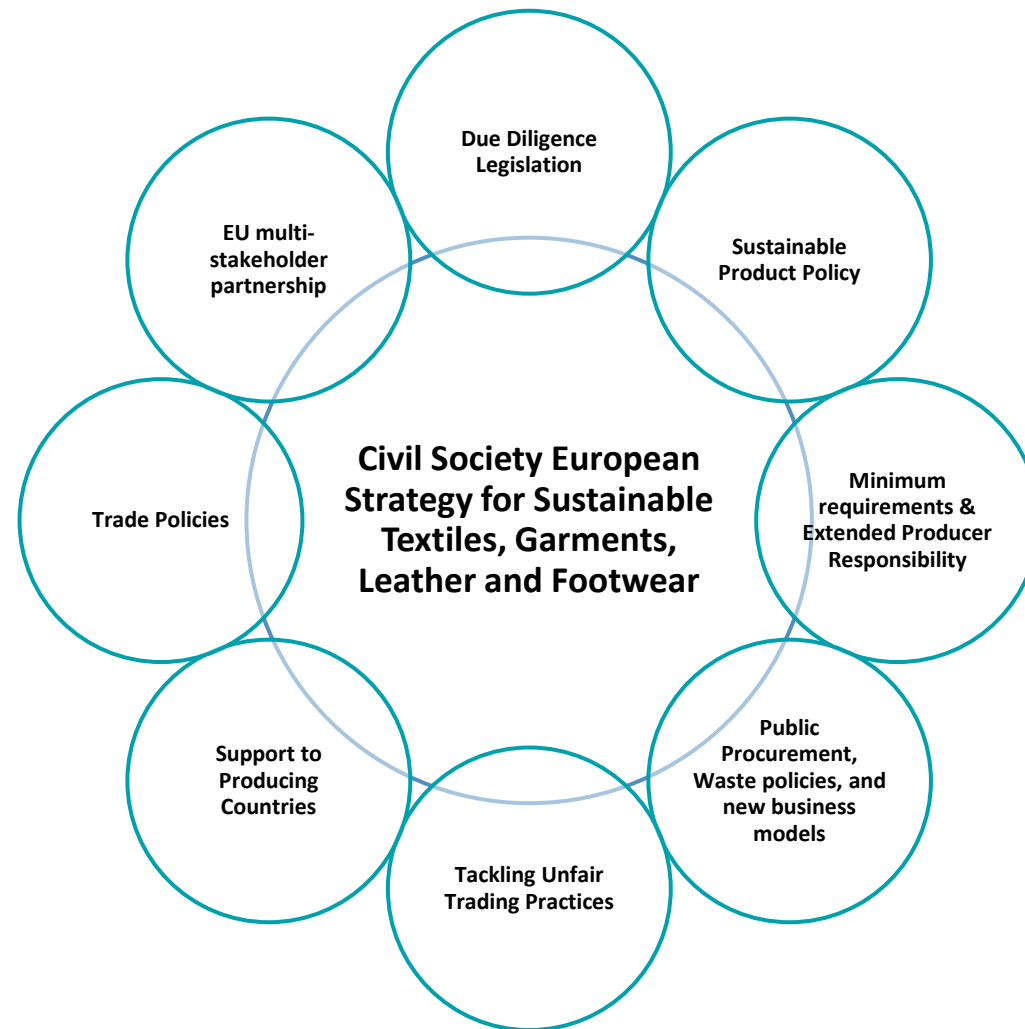 Due Diligence
Legislation
EU multi-
stakeholder
partnership
Sustainable
Product Policy
Civil Society European
Strategy for Sustainable
Textiles, Garments,
Leather and Footwear
Trade Policies
Minimum
requirements &
Extended Producer
Responsibility
Support to
Producing
Countries
Public
Procurement,
Waste policies, and
new business
models
Tackling Unfair
Trading Practices